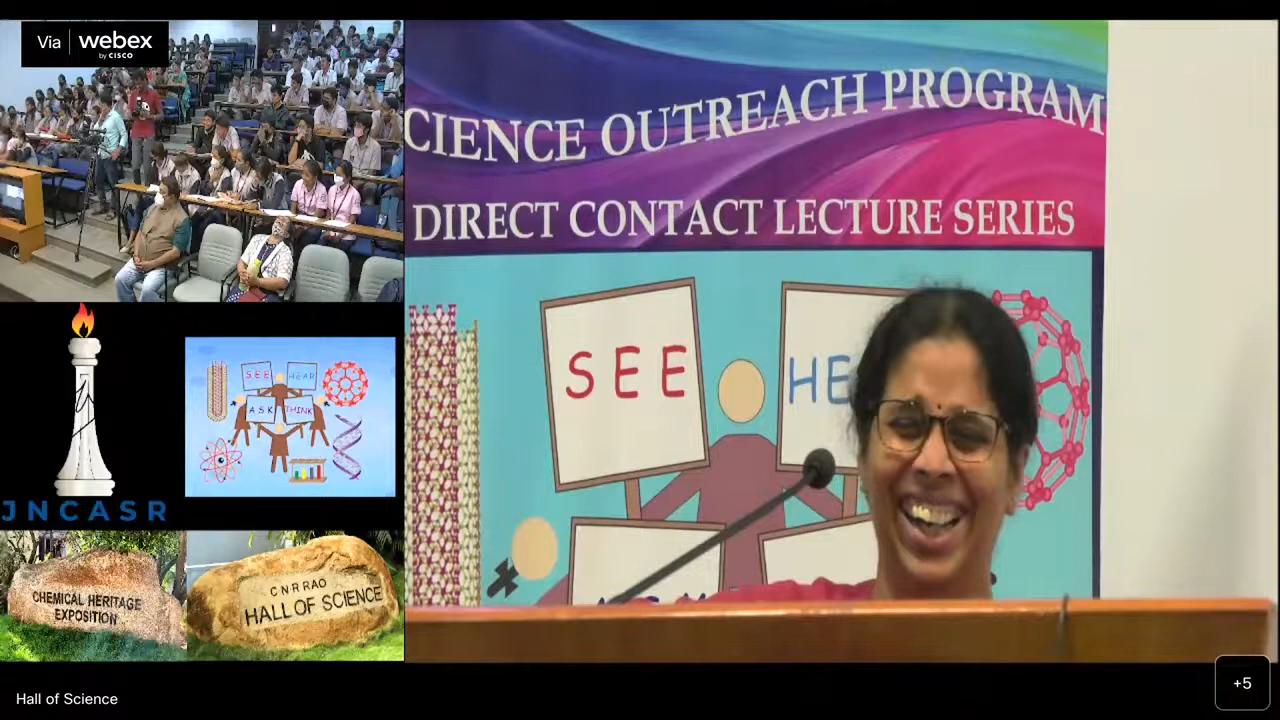 Via webex
by CISCO
CIENCE OUTREACH PROGRAM
DIRECT CONTACT LECTURE SERIES
SEE
HE
SEE
HEAR
ASK
THINK
JNCASR
CHEMICAL HERITAGE
EXPOSITION
C N R RAO
HALL OF SCIENCE
Hall of Science
+5